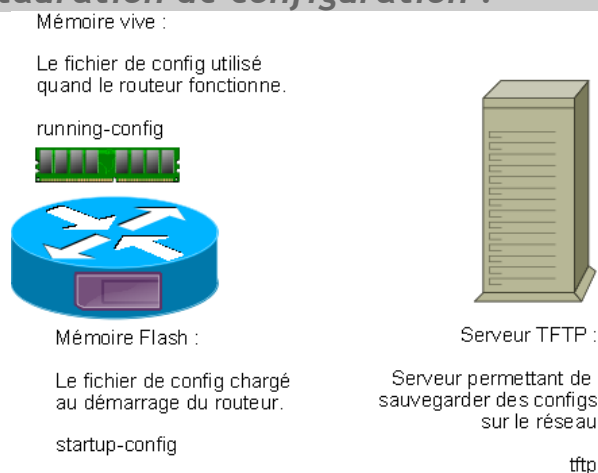 configuration :
Mémoire vive :
Le fichier de config utilisé
quand le routeur fonctionne.
running-config
Mémoire Flash :
Le fichier de config chargé
au démarrage du routeur.
startup-config
Serveur TFTP :
Serveur permettant de
sauvegarder des configs
sur le réseau
tftp